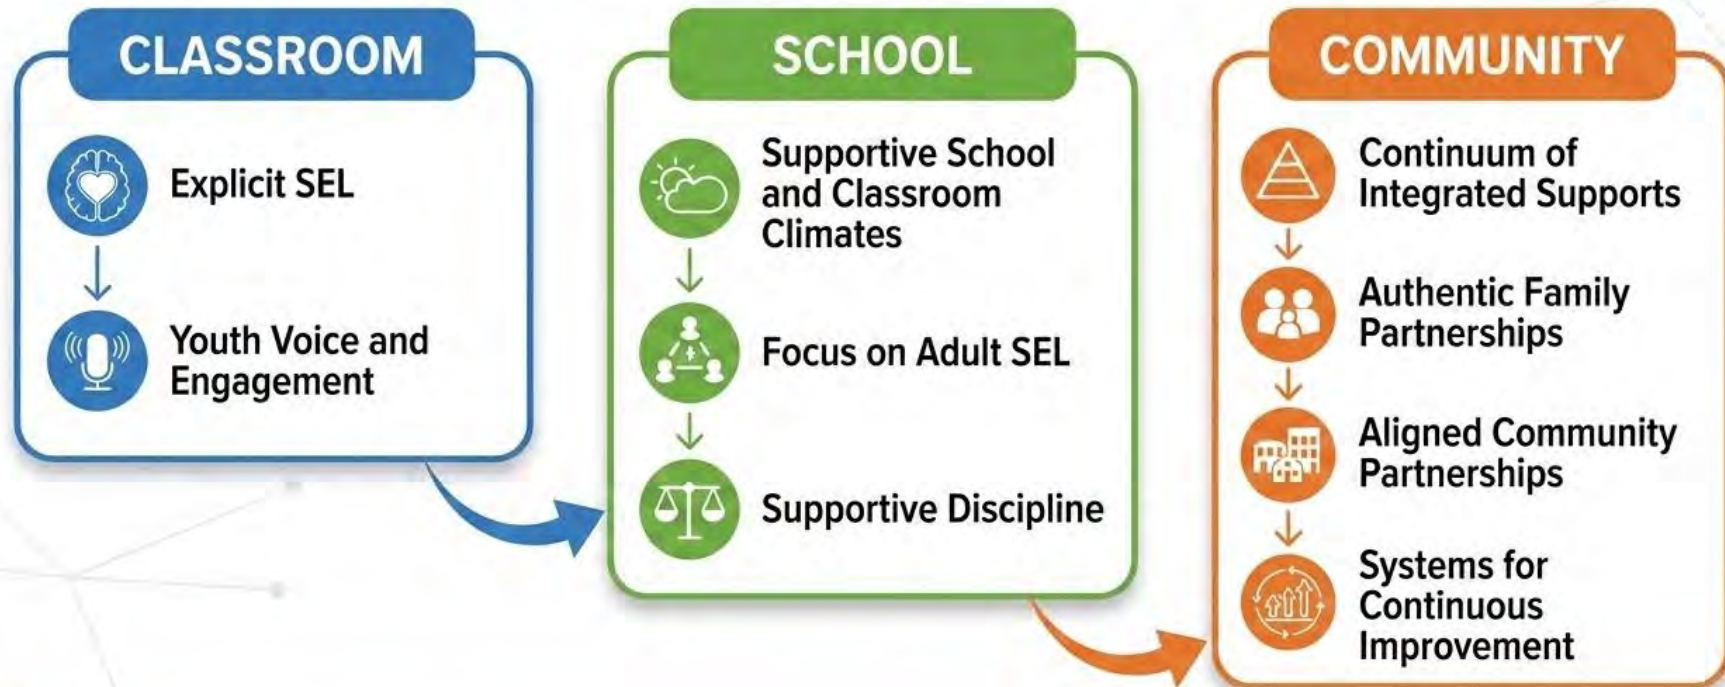 CLASSROOM
Explicit SEL
Youth Voice and
Engagement
SCHOOL
Supportive School
and Classroom
Climates
Focus on Adult SEL
Supportive Discipline
COMMUNITY
Continuum of
Integrated Supports
Authentic Family
Partnerships
Aligned Community
Partnerships
Systems for
Continuous
Improvement